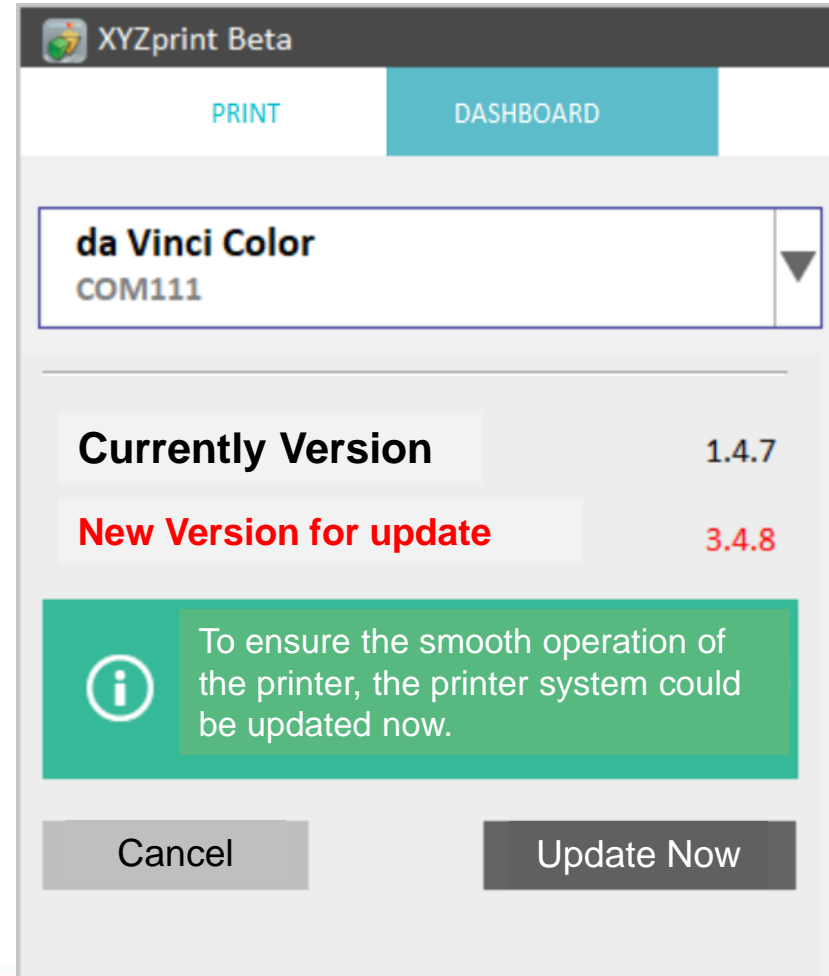 XYZprint Beta
PRINT DASHBOARD
da Vinci Color
COM111
Currently Version 1.4.7
New Version for update 3.4.8
To ensure the smooth operation of
the printer, the printer system could
be updated now.
Cancel Update Now